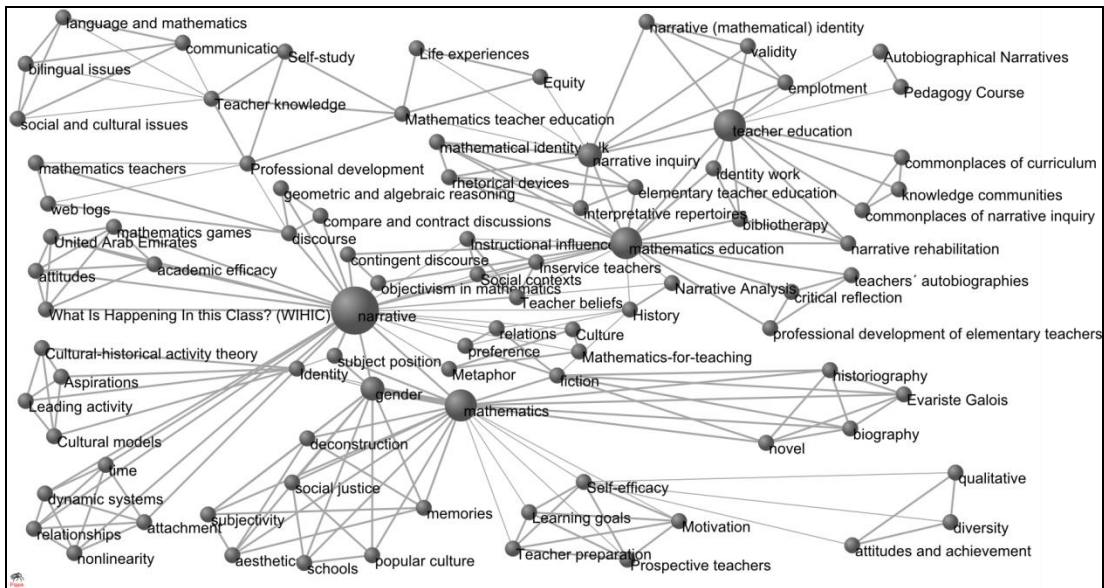 language and mathematics
communicatio
Self-study
bilingual issues
Teacher knowledge
social and cultural issues
Life experiences
Equity
Mathematics teacher education
narrative (mathematical) identity
validity
Autobiographical Narratives
emplotment
Pedagogy Course
teacher education
mathematical identity
lk
narrative inquiry
mathematics teachers
Professional development
rhetorical devices
identity work
commonplaces of curriculum
geometric and algebraic reasoning
elementary teacher education
knowledge communities
web logs
compare and contract discussions
interpretative repertoires
bibliotherapy
commonplaces of narrative inquiry
mathematics games
discourse
United Arab Emirates
Instructional influence
mathematics education
narrative rehabilitation
attitudes
academic efficacy
contingent discourse
Inservice teachers
Social contexts
objectivism in mathematics
Narrative Analysis
teachers´ autobiographies
critical reflection
What Is Happening In this Class? (WIHIC)
narrative
Teacher beliefs
History
professional development of elementary teachers
relations
Culture
Cultural-historical activity theory
subject position
preference
Mathematics-for-teaching
Aspirations
Identity
Metaphor
fiction
historiography
Leading activity
gender
mathematics
Evariste Galois
Cultural models
deconstruction
biography
novel
time
dynamic systems
social justice
Self-efficacy
qualitative
relationships
attachment
subjectivity
memories
Learning goals
Motivation
diversity
nonlinearity
aesthetic
schools
popular culture
Teacher preparation
Prospective teachers
attitudes and achievement